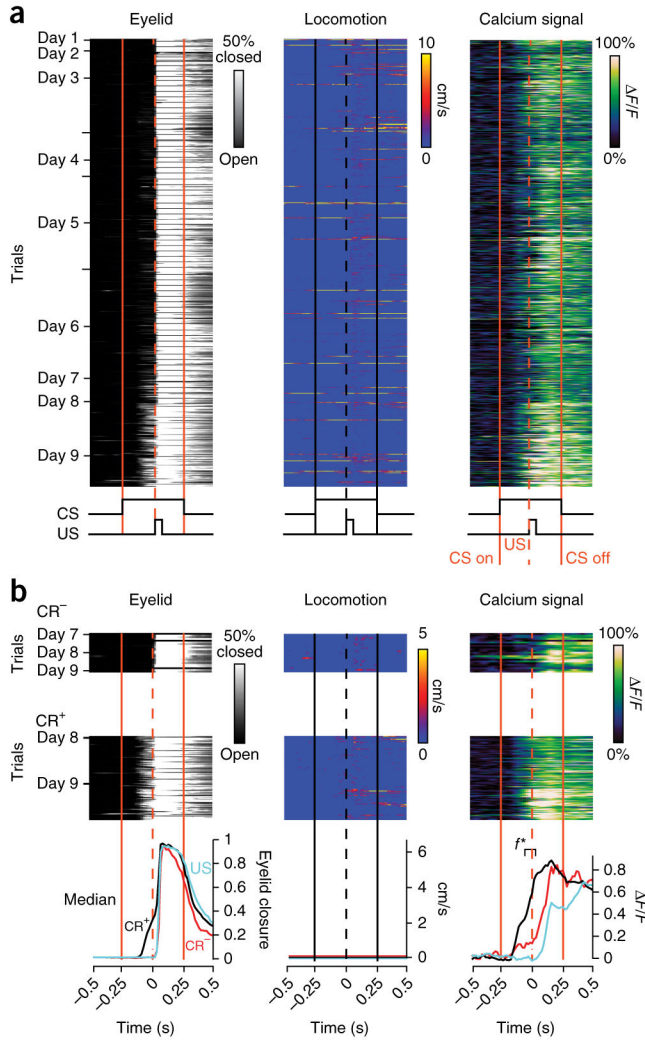 a
Eyelid
Locomotion
Calcium signal
Day 1
Day 2
Day 3
Day 4
Day 5
Day 6
Day 7
Day 8
Day 9
Trials
50%
closed
Open
10
cm/s
0
100%
ΔF/F
0%
CS
US
CS on
US
CS off
b
Eyelid
Locomotion
Calcium signal
CR–
Day 7
Day 8
Day 9
Trials
50%
closed
Open
5
cm/s
0
100%
ΔF/F
0%
CR+
Day 8
Day 9
Trials
Median
CR+
US
CR–
1
0.8
0.6
0.4
0.2
0
Eyelid closure
6
4
2
0
cm/s
f*
0.8
0.6
0.4
0.2
0
ΔF/F
–0.5 –0.25 0 0.25 0.5
–0.5 –0.25 0 0.25 0.5
–0.5 –0.25 0 0.25 0.5
Time (s)
Time (s)
Time (s)